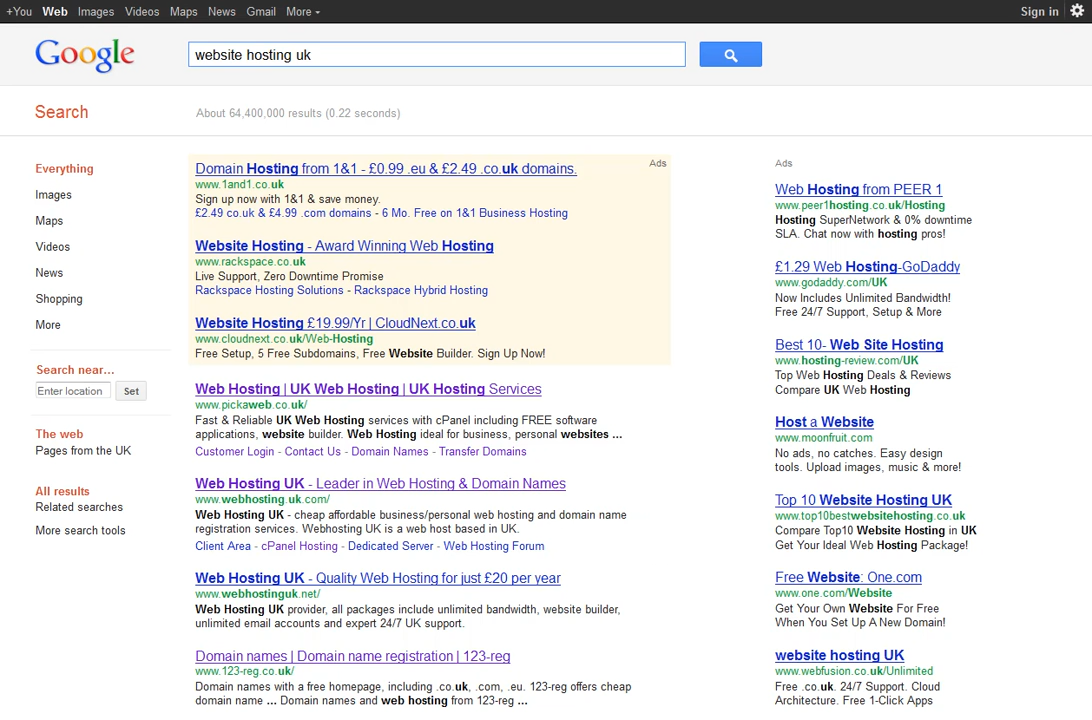 +You Web Images Videos Maps News Gmail More
Sign in
Google
website hosting uk
Search
About 64,400,000 results (0.22 seconds)
Everything
Images
Maps
Videos
News
Shopping
More
Search near...
Enter location Set
The web
Pages from the UK
All results
Related searches
More search tools
Ads
Domain Hosting from 1&1 - £0.99 .eu & £2.49 .co.uk domains.
www.1and1.co.uk
Sign up now with 1&1 & save money.
£2.49 co.uk & £4.99 .com domains - 6 Mo. Free on 1&1 Business Hosting
Website Hosting - Award Winning Web Hosting
www.rackspace.co.uk
Live Support, Zero Downtime Promise
Rackspace Hosting Solutions - Rackspace Hybrid Hosting
Website Hosting £19.99/Yr | CloudNext.co.uk
www.cloudnext.co.uk/Web-Hosting
Free Setup, 5 Free Subdomains, Free Website Builder. Sign Up Now!
Web Hosting | UK Web Hosting | UK Hosting Services
www.pickaweb.co.uk/
Fast & Reliable UK Web Hosting services with cPanel including FREE software
applications, website builder. Web Hosting ideal for business, personal websites ...
Customer Login - Contact Us - Domain Names - Transfer Domains
Web Hosting UK - Leader in Web Hosting & Domain Names
www.webhosting.uk.com/
Web Hosting UK - cheap affordable business/personal web hosting and domain name
registration services. Webhosting UK is a web host based in UK.
Client Area - cPanel Hosting - Dedicated Server - Web Hosting Forum
Web Hosting UK - Quality Web Hosting for just £20 per year
www.webhostinguk.net/
Web Hosting UK provider, all packages include unlimited bandwidth, website builder,
unlimited email accounts and expert 24/7 UK support.
Domain names | Domain name registration | 123-reg
www.123-reg.co.uk/
Domain names with a free homepage, including .co.uk, .com, .eu. 123-reg offers cheap
domain name ... Domain names and web hosting from 123-reg ...
Ads
Web Hosting from PEER 1
www.peer1hosting.co.uk/Hosting
Hosting SuperNetwork & 0% downtime
SLA. Chat now with hosting pros!
£1.29 Web Hosting-GoDaddy
www.godaddy.com/UK
Now Includes Unlimited Bandwidth!
Free 24/7 Support, Setup & More
Best 10- Web Site Hosting
www.hosting-review.com/UK
Top Web Hosting Deals & Reviews
Compare UK Web Hosting
Host a Website
www.moonfruit.com
No ads, no catches. Easy design
tools. Upload images, music & more!
Top 10 Website Hosting UK
www.top10bestwebsitehosting.co.uk
Compare Top10 Website Hosting in UK
Get Your Ideal Web Hosting Package!
Free Website: One.com
www.one.com/Website
Get Your Own Website For Free
When You Set Up A New Domain!
website hosting UK
www.webfusion.co.uk/Unlimited
Free .co.uk. 24/7 Support. Cloud
Architecture. Free 1-Click Apps